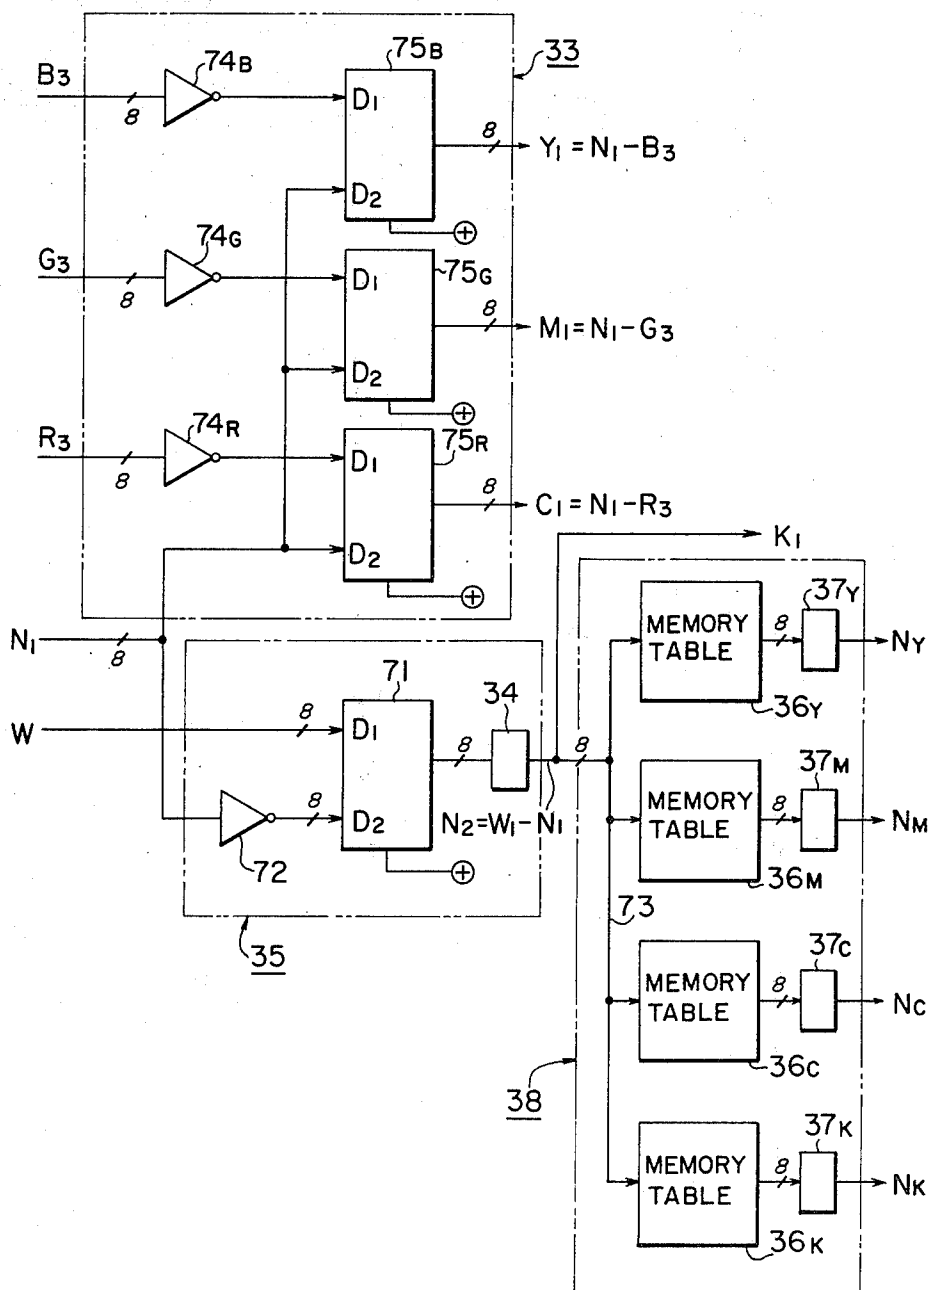 33
B3
8
74B
75B
D1
D2
8
Y1 = N1 - B3
G3
8
74G
75G
D1
D2
8
M1 = N1 - G3
R3
8
74R
75R
D1
D2
8
C1 = N1 - R3
K1
N1
8
W
8
71
D1
D2
8
72
8
34
N2=W1-N1
35
8
73
38
MEMORY
TABLE
36Y
8
37Y
NY
MEMORY
TABLE
36M
8
37M
NM
MEMORY
TABLE
36C
8
37C
NC
MEMORY
TABLE
36K
8
37K
NK